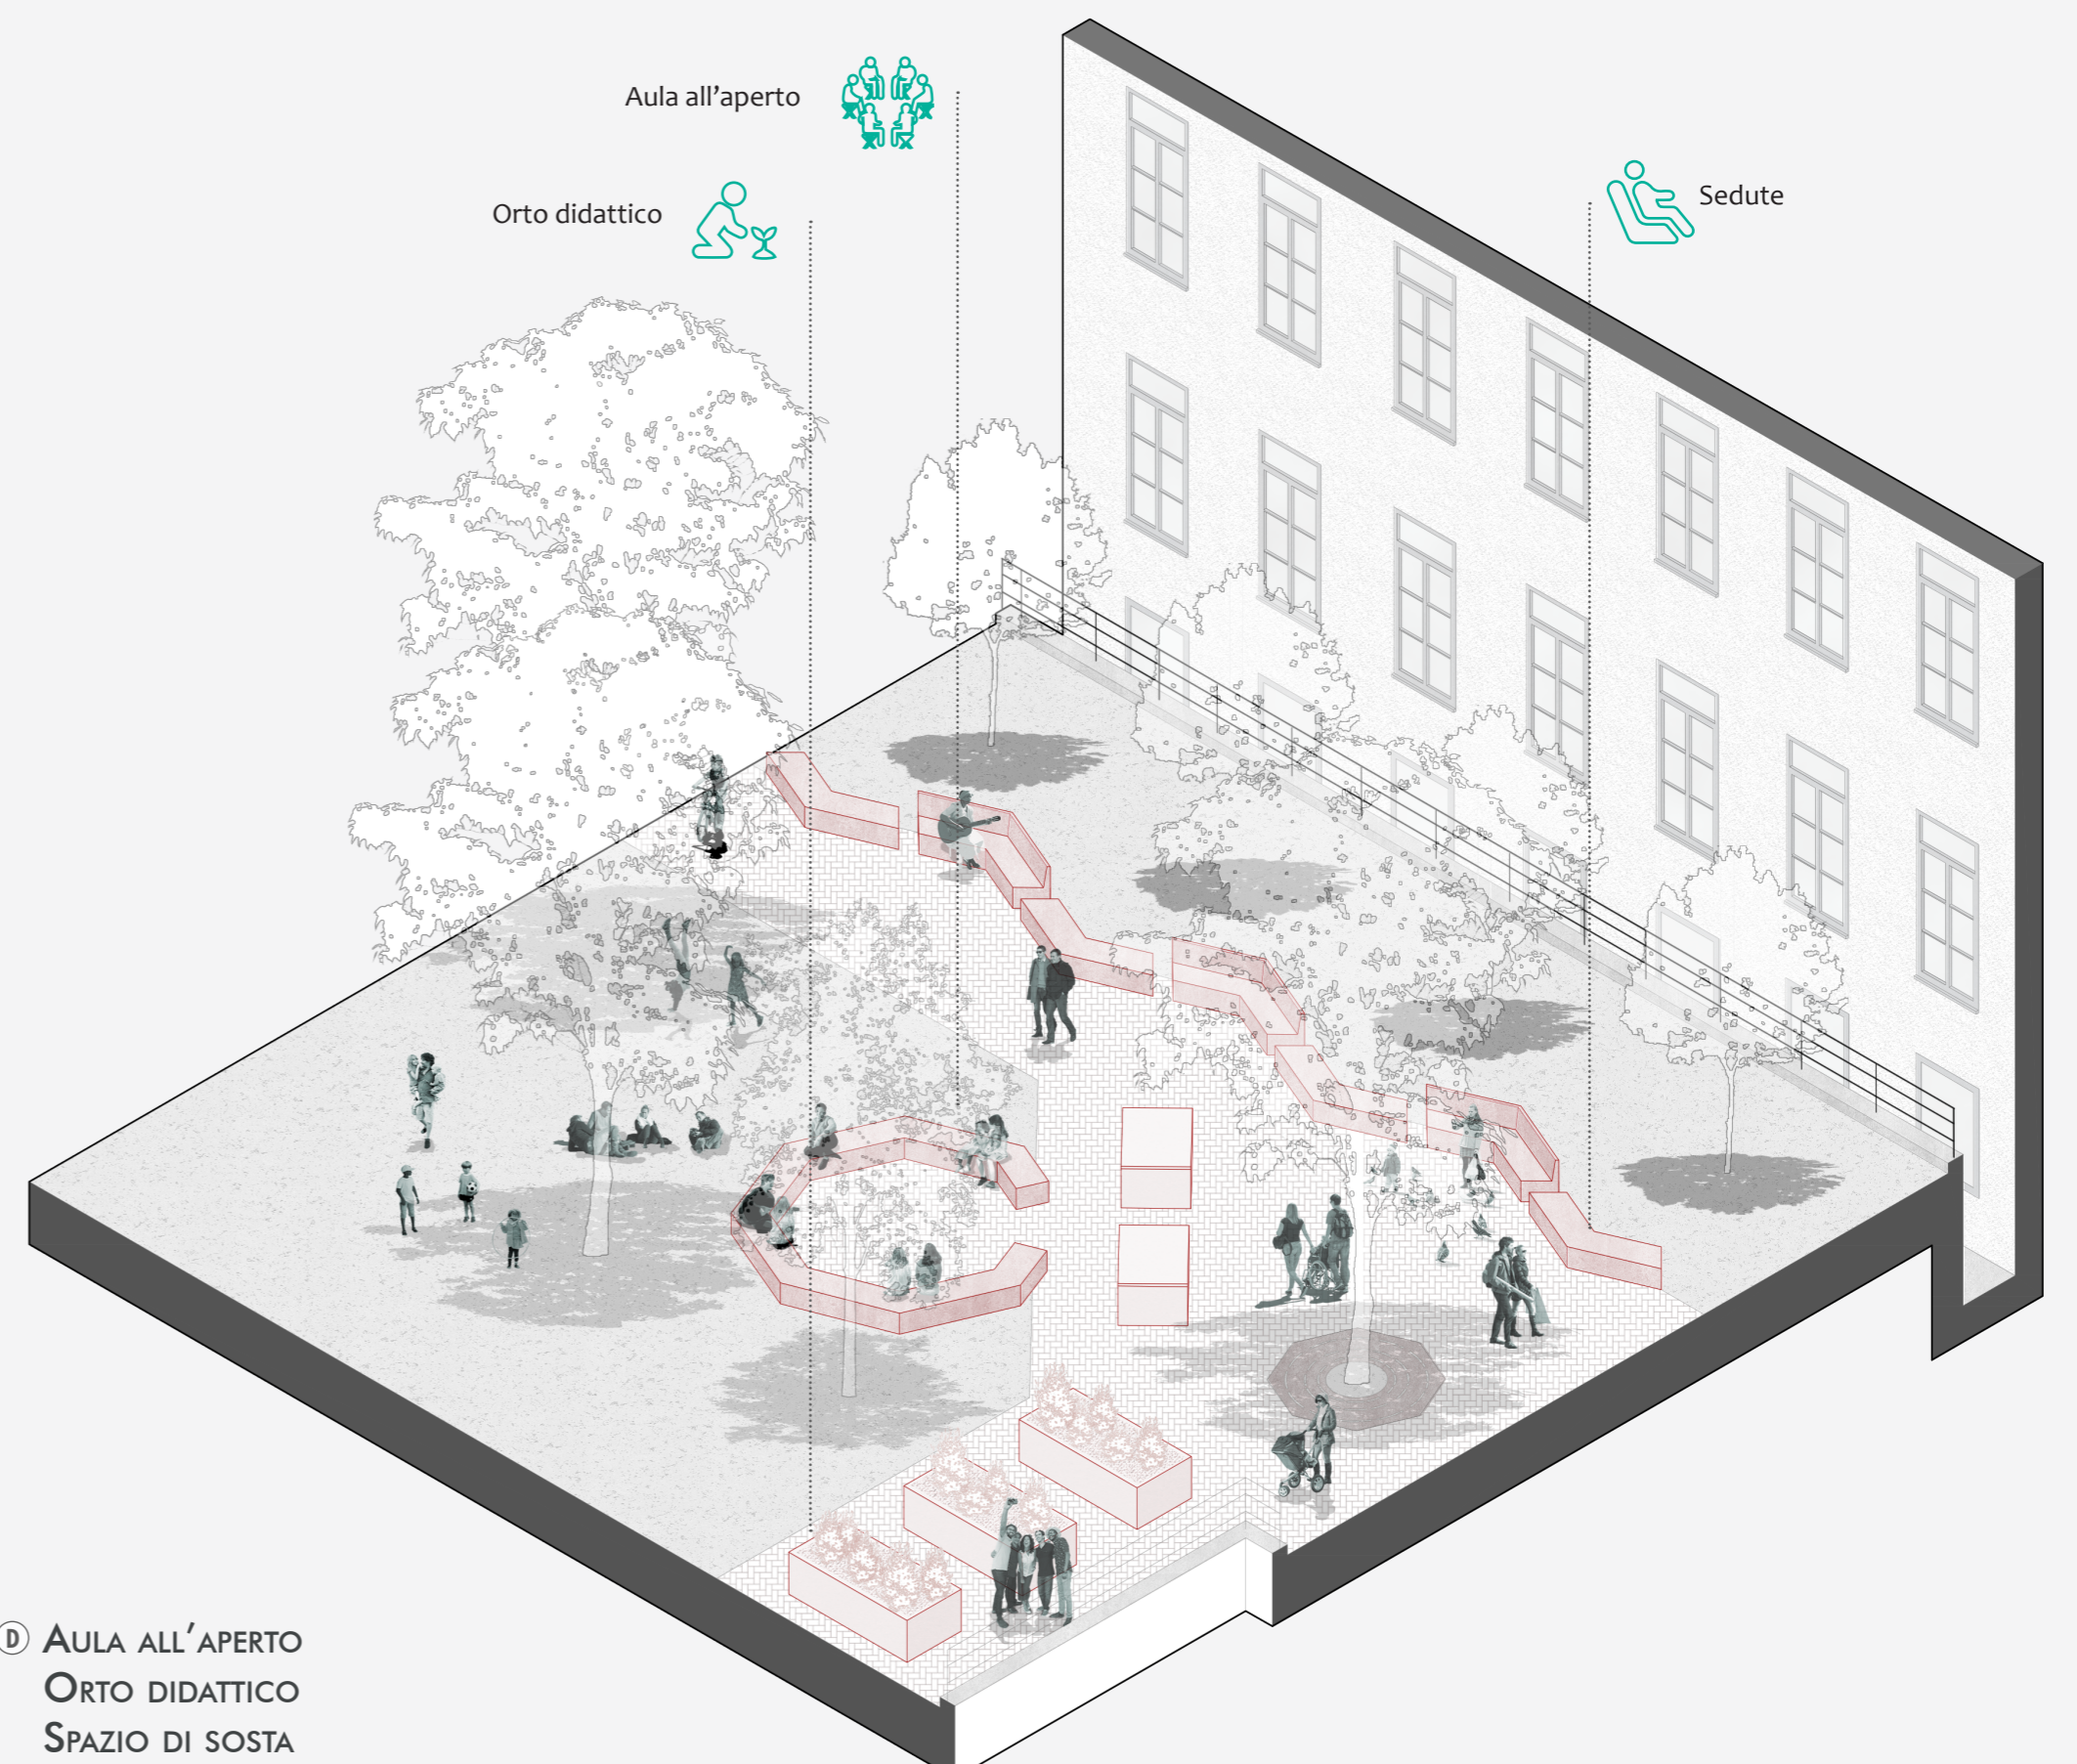 Aula all’aperto
Orto didattico
Sedute
D Aula all’aperto
Orto didattico
Spazio di sosta